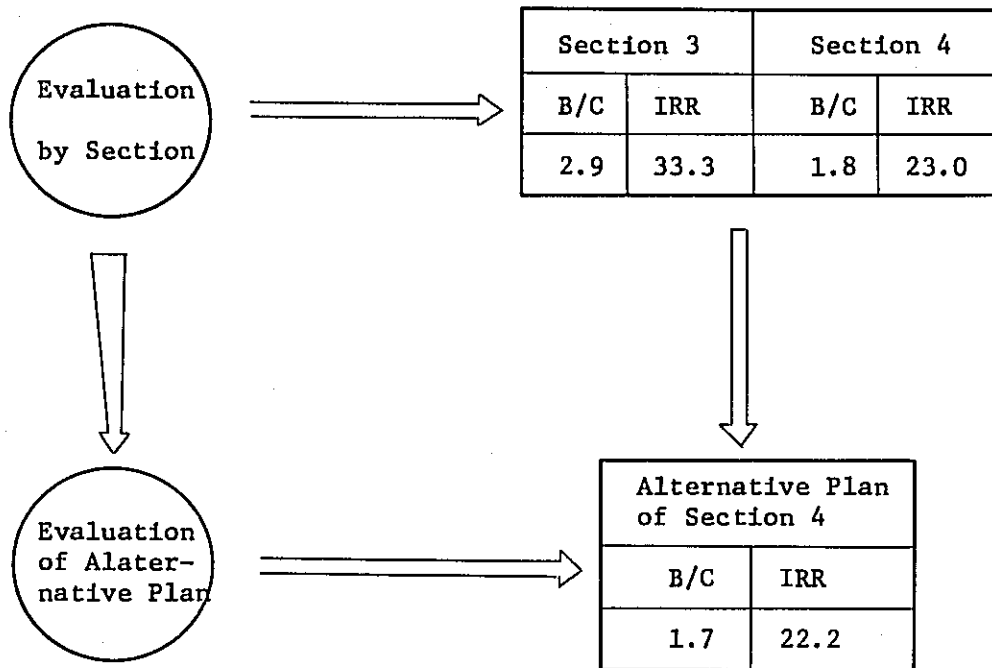 Evaluation
by Section
Section 3 Section 4
B/C IRR B/C IRR
2.9 33.3 1.8 23.0
Evaluation
of Alater-
native Plan
Alternative Plan
of Section 4
B/C IRR
1.7 22.2